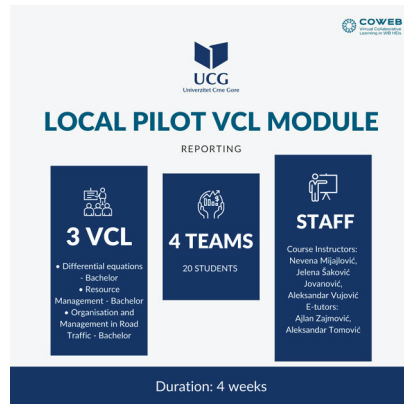 COWEB
Virtual Collaborative
Learning in WB HEIs
UCG
Univerzitet Crne Gore
LOCAL PILOT VCL MODULE
REPORTING
3 VCL
• Differential equations
- Bachelor
• Resource
Management - Bachelor
• Organisation and
Management in Road
Traffic - Bachelor
4 TEAMS
20 STUDENTS
STAFF
Course Instructors:
Nevena Mijajlović,
Jelena Šaković
Jovanović,
Aleksandar Vujović
E-tutors:
Ajlan Zajmović,
Aleksandar Tomović
Duration: 4 weeks